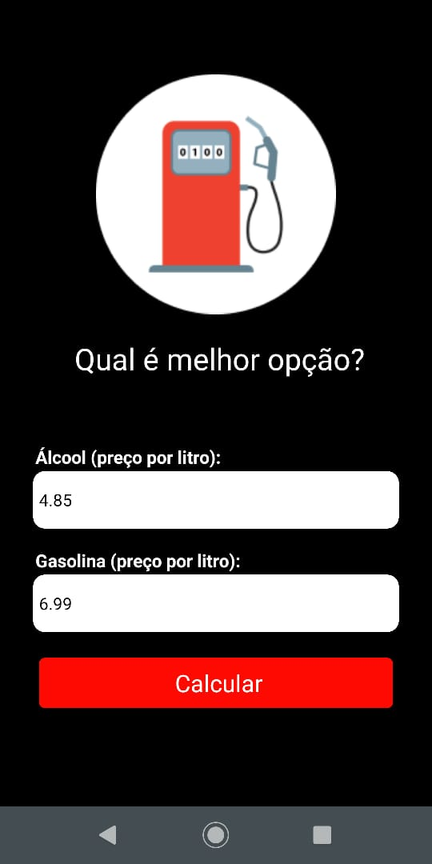 0100
Qual é melhor opção?
Álcool (preço por litro):
4.85
Gasolina (preço por litro):
6.99
Calcular